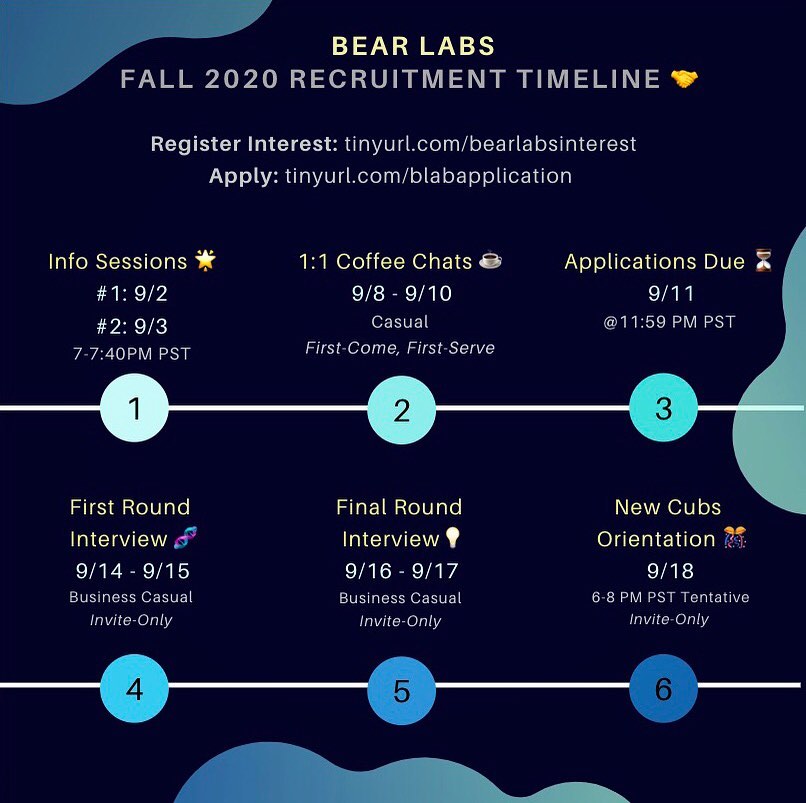 BEAR LABS
FALL 2020 RECRUITMENT TIMELINE 🤝
Register Interest: tinyurl.com/bearlabsinterest
Apply: tinyurl.com/blabapplication
Info Sessions 🌟
#1: 9/2
#2: 9/3
7-7:40PM PST
1
1:1 Coffee Chats ☕
9/8 - 9/10
Casual
First-Come, First-Serve
2
Applications Due ⏳
9/11
@11:59 PM PST
3
First Round
Interview 🧬
9/14 - 9/15
Business Casual
Invite-Only
4
Final Round
Interview 💡
9/16 - 9/17
Business Casual
Invite-Only
5
New Cubs
Orientation 🎊
9/18
6-8 PM PST Tentative
Invite-Only
6